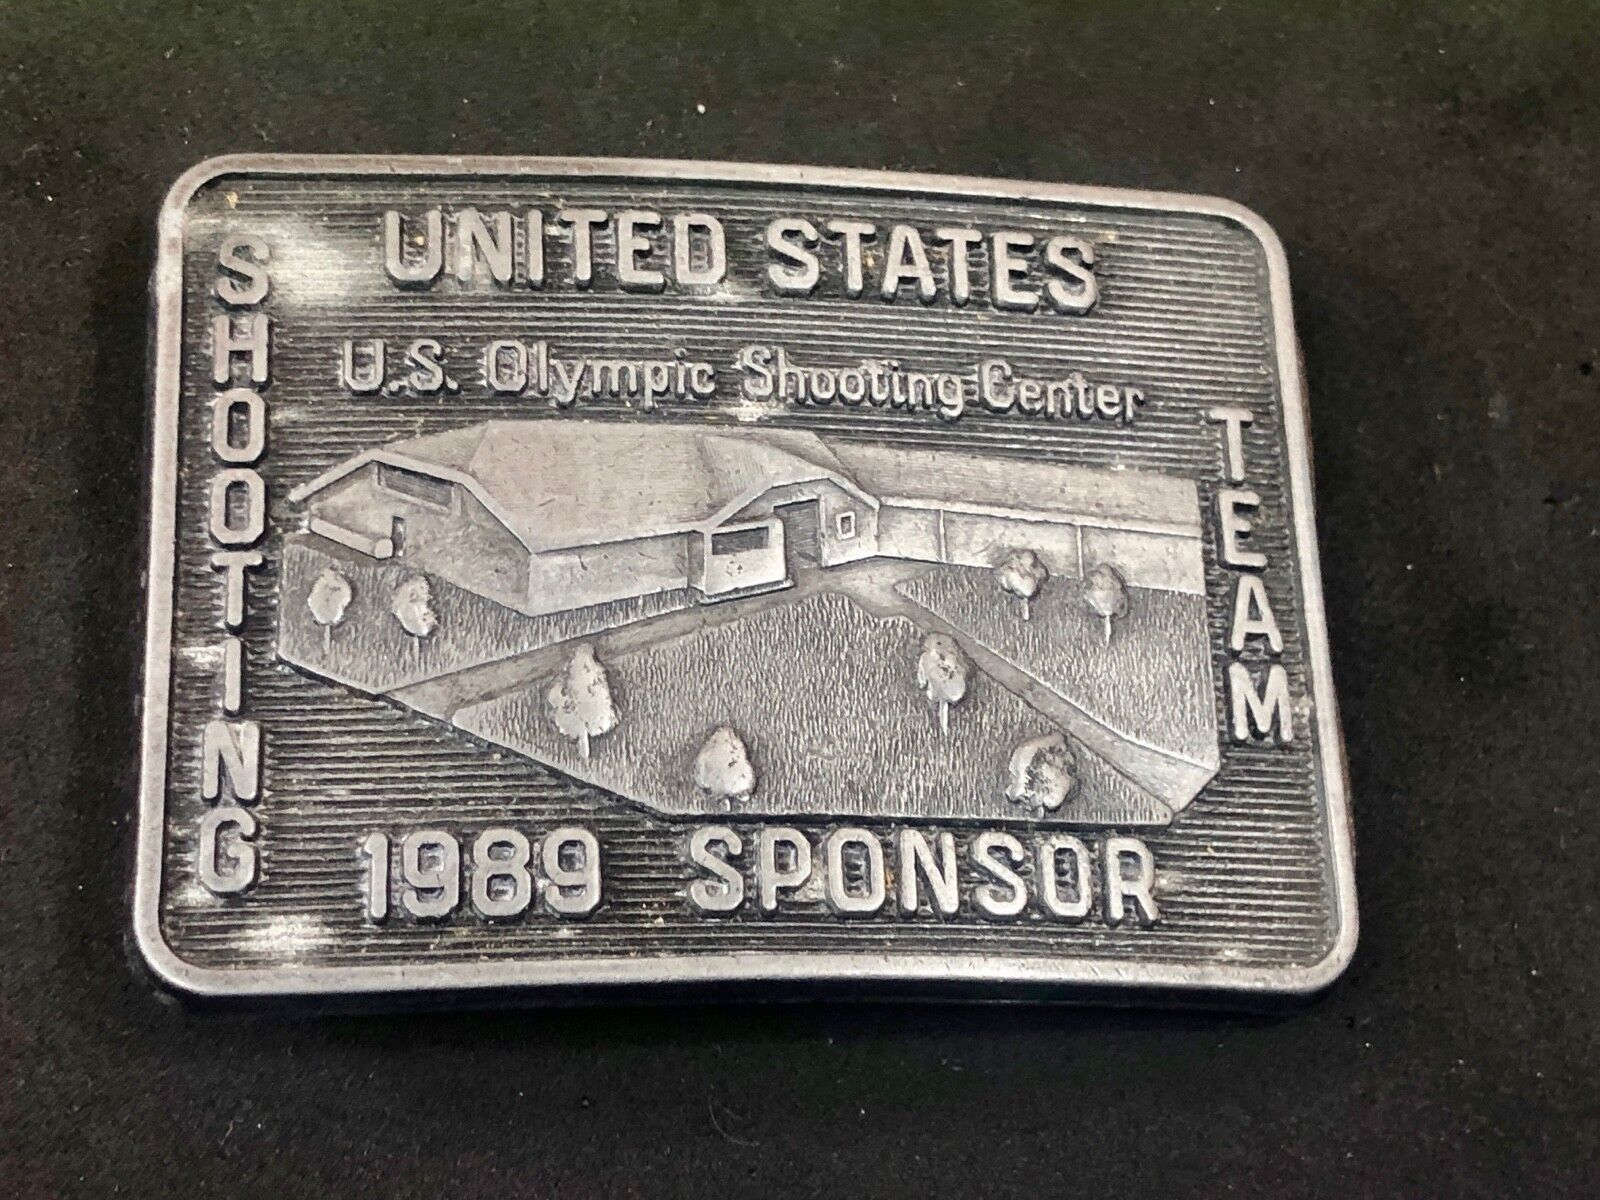 UNITED STATES
SHOOTING
TEAM
U.S. Olympic Shooting Center
1989 SPONSOR